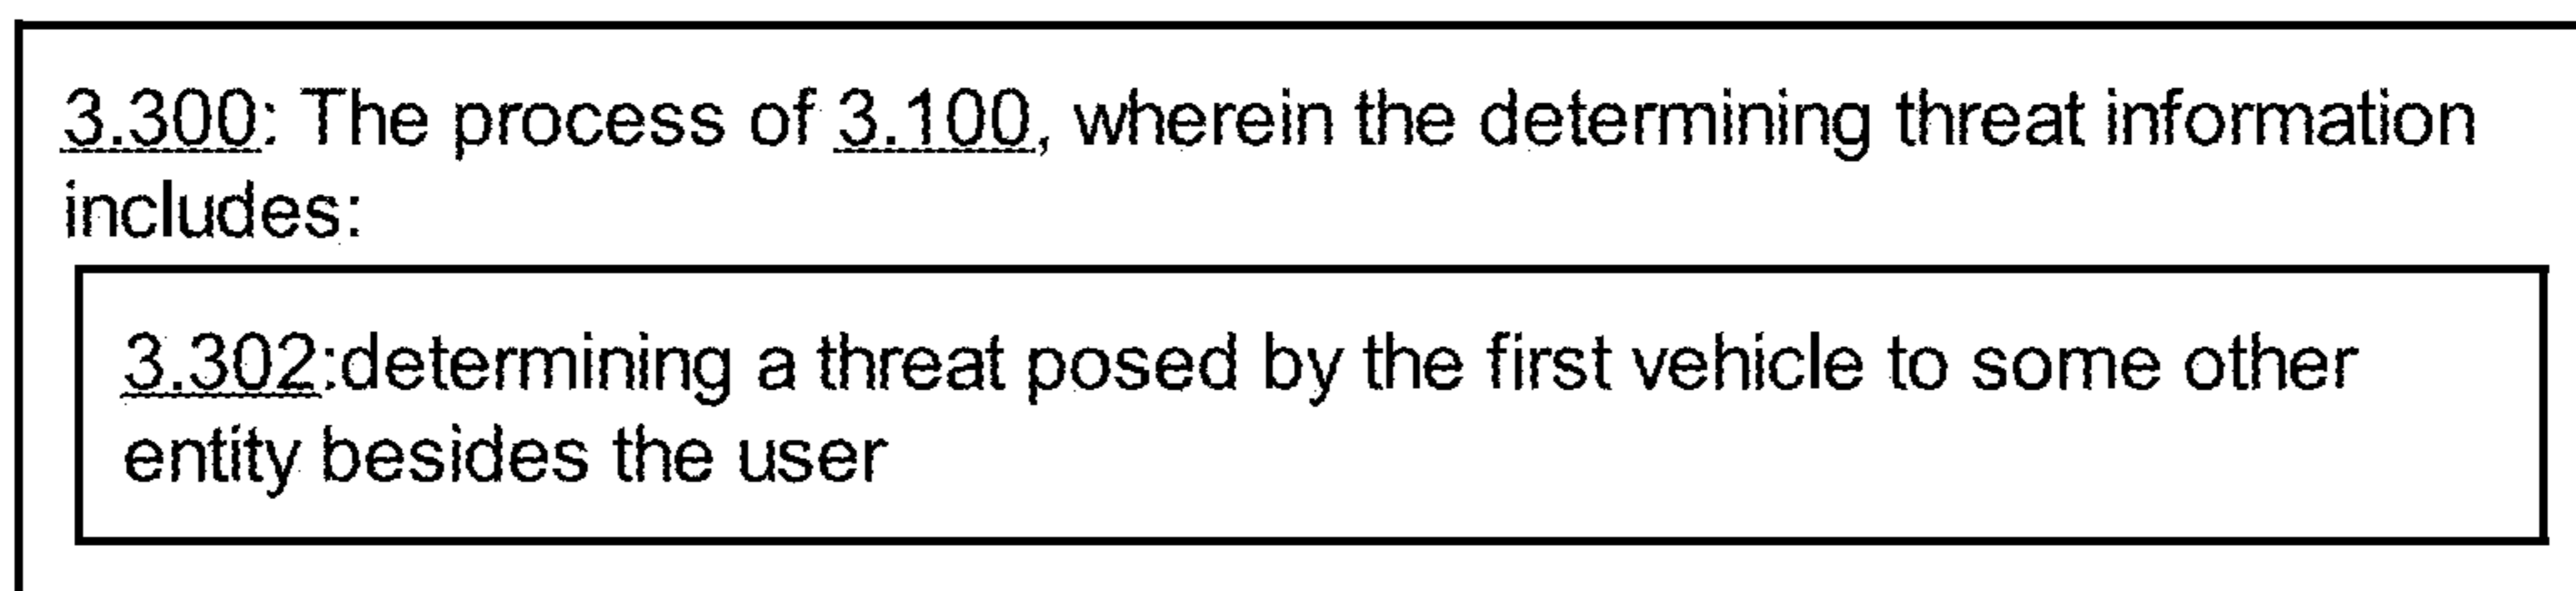 3.300: The process of 3.100, wherein the determining threat information
includes:
3.302:determining a threat posed by the first vehicle to some other
entity besides the user